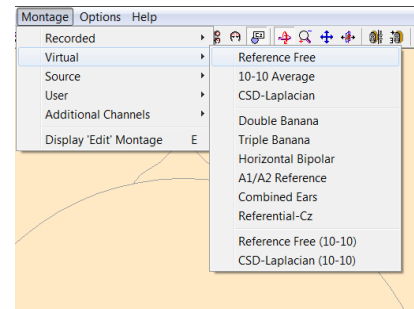 Montage Options Help
Recorded
Virtual
Source
User
Additional Channels
Display 'Edit' Montage E
Reference Free
10-10 Average
CSD-Laplacian
Double Banana
Triple Banana
Horizontal Bipolar
A1/A2 Reference
Combined Ears
Referential-Cz
Reference Free (10-10)
CSD-Laplacian (10-10)